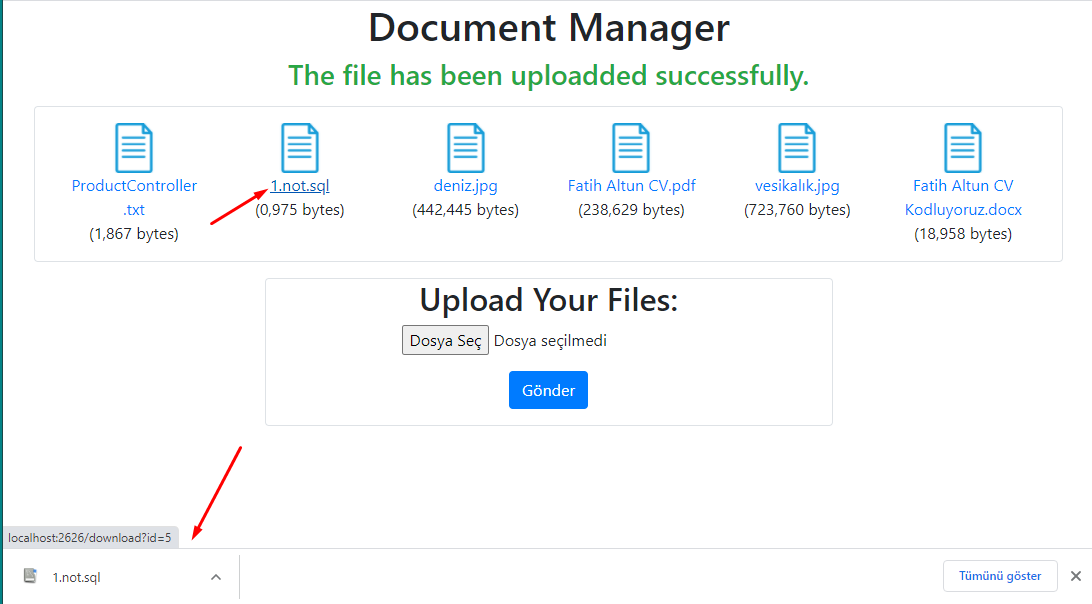 Document Manager
The file has been uploadded successfully.
ProductController
.txt
(1,867 bytes)
1.not.sql
(0,975 bytes)
deniz.jpg
(442,445 bytes)
Fatih Altun CV.pdf
(238,629 bytes)
vesikalık.jpg
(723,760 bytes)
Fatih Altun CV
Kodluyoruz.docx
(18,958 bytes)
Upload Your Files:
Dosya Seç Dosya seçilmedi
Gönder
localhost:2626/download?id=5
1.not.sql
Tümünü göster